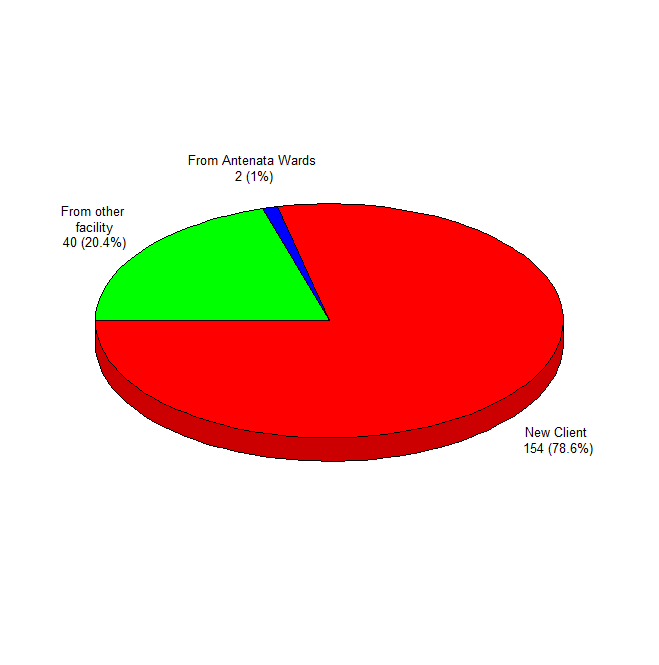 From Antenata Wards
2 (1%)
From other
facility
40 (20.4%)
New Client
154 (78.6%)